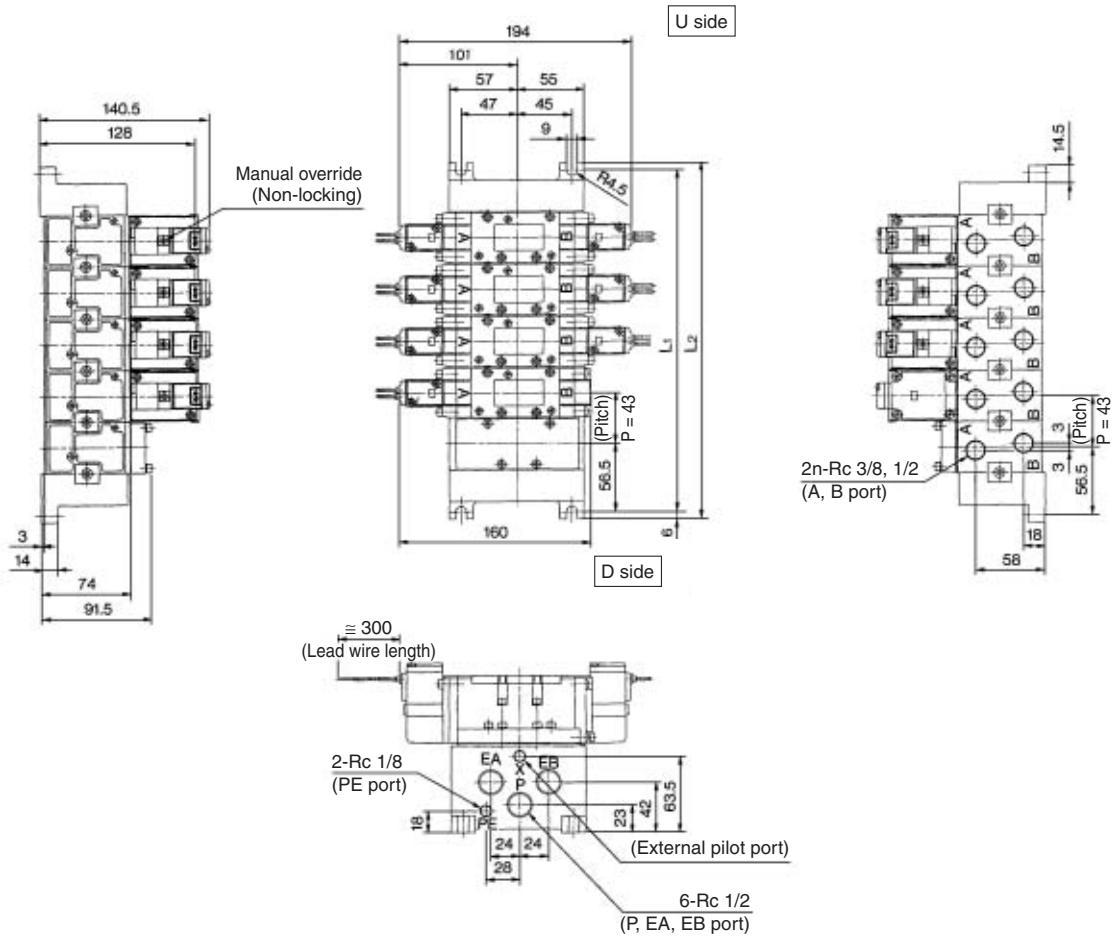 U side
194
101
57
55
47
45
9
R4.5
140.5
128
Manual override
(Non-locking)
14.5
A
B
A
B
A
B
A
B
L1
L2
(Pitch)
P = 43
56.5
6
160
D side
3
14
74
91.5
A
B
A
B
A
B
A
B
A
B
3
3
(Pitch)
P = 43
56.5
2n-Rc 3/8, 1/2
(A, B port)
18
58
≅ 300
(Lead wire length)
2-Rc 1/8
(PE port)
EA
X
EB
P
PE
18
24
24
28
23
42
63.5
(External pilot port)
6-Rc 1/2
(P, EA, EB port)